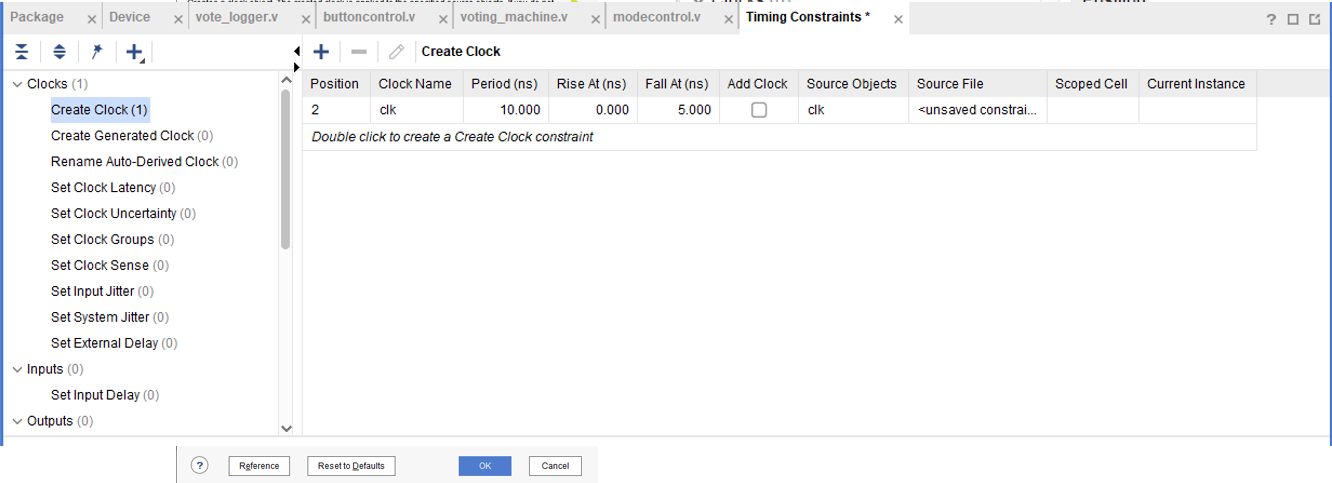 Package
Device
vote_logger.v
buttoncontrol.v
voting_machine.v
modecontrol.v
Timing Constraints *
?
Create Clock
Clocks (1)
Create Clock (1)
Create Generated Clock (0)
Rename Auto-Derived Clock (0)
Set Clock Latency (0)
Set Clock Uncertainty (0)
Set Clock Groups (0)
Set Clock Sense (0)
Set Input Jitter (0)
Set System Jitter (0)
Set External Delay (0)
Inputs (0)
Set Input Delay (0)
Outputs (0)
Position Clock Name Period (ns) Rise At (ns) Fall At (ns) Add Clock Source Objects Source File Scoped Cell Current Instance
2 clk 10.000 0.000 5.000 clk <unsaved constrai...
Double click to create a Create Clock constraint
? Reference Reset to Defaults OK Cancel